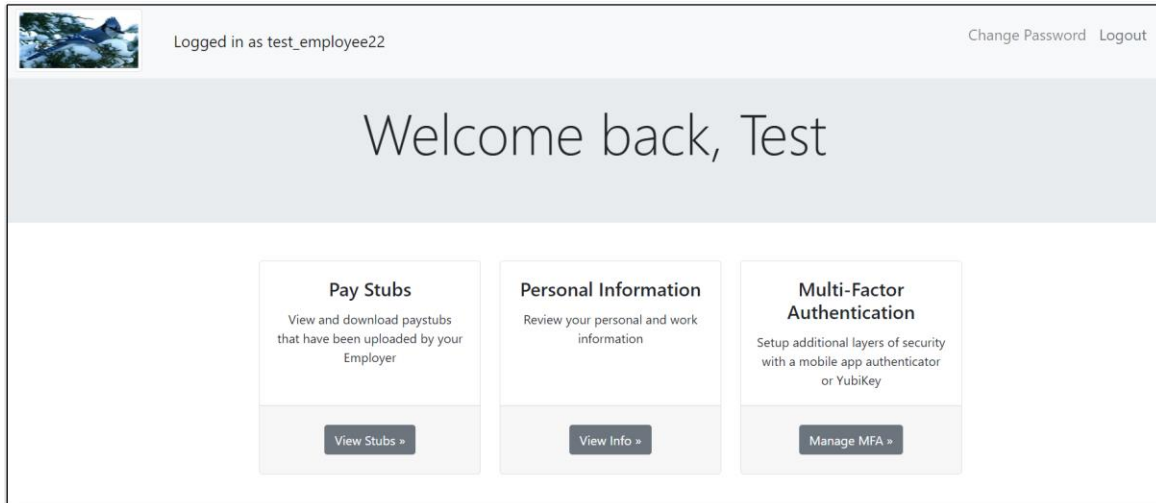 Logged in as test_employee22
Change Password Logout
Welcome back, Test
Pay Stubs
View and download paystubs
that have been uploaded by your
Employer
View Stubs »
Personal Information
Review your personal and work
information
View Info »
Multi-Factor
Authentication
Setup additional layers of security
with a mobile app authenticator
or YubiKey
Manage MFA »